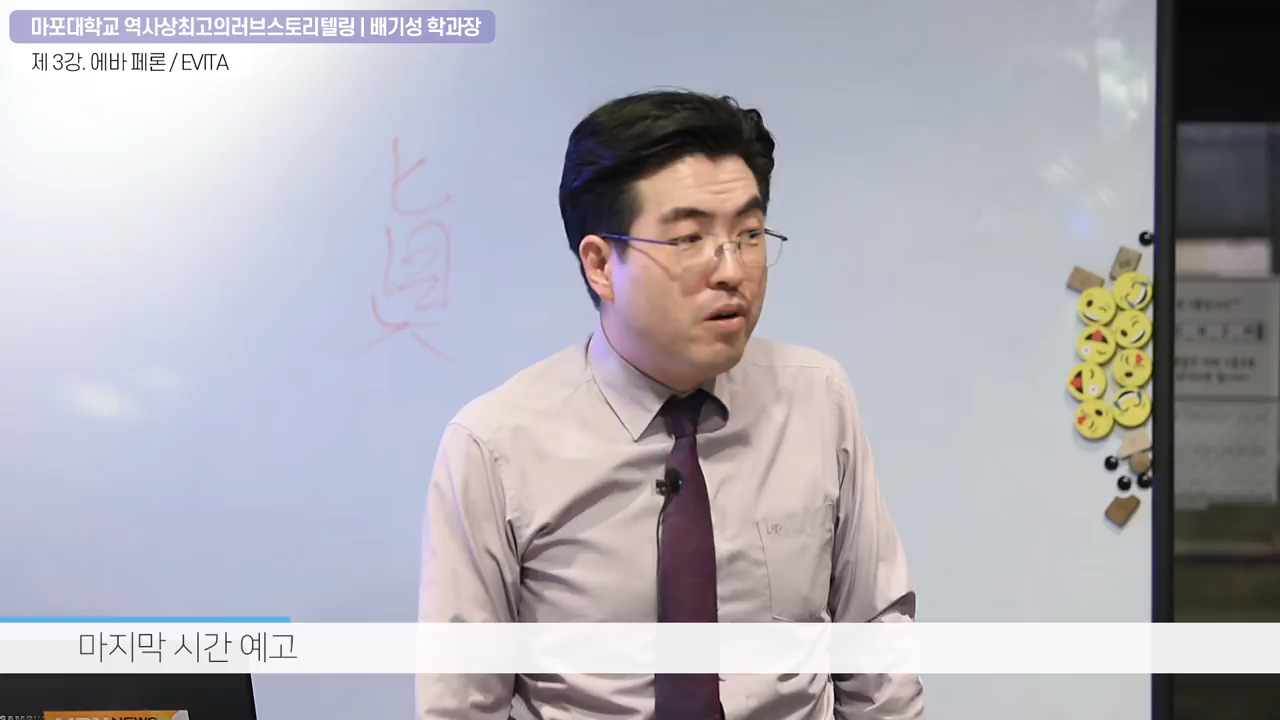 마포대학교 역사상최고의러브스토리텔링 | 배기성 학과장
제 3강. 에바 페론 / EVITA
眞
마지막 시간 예고
NEWS